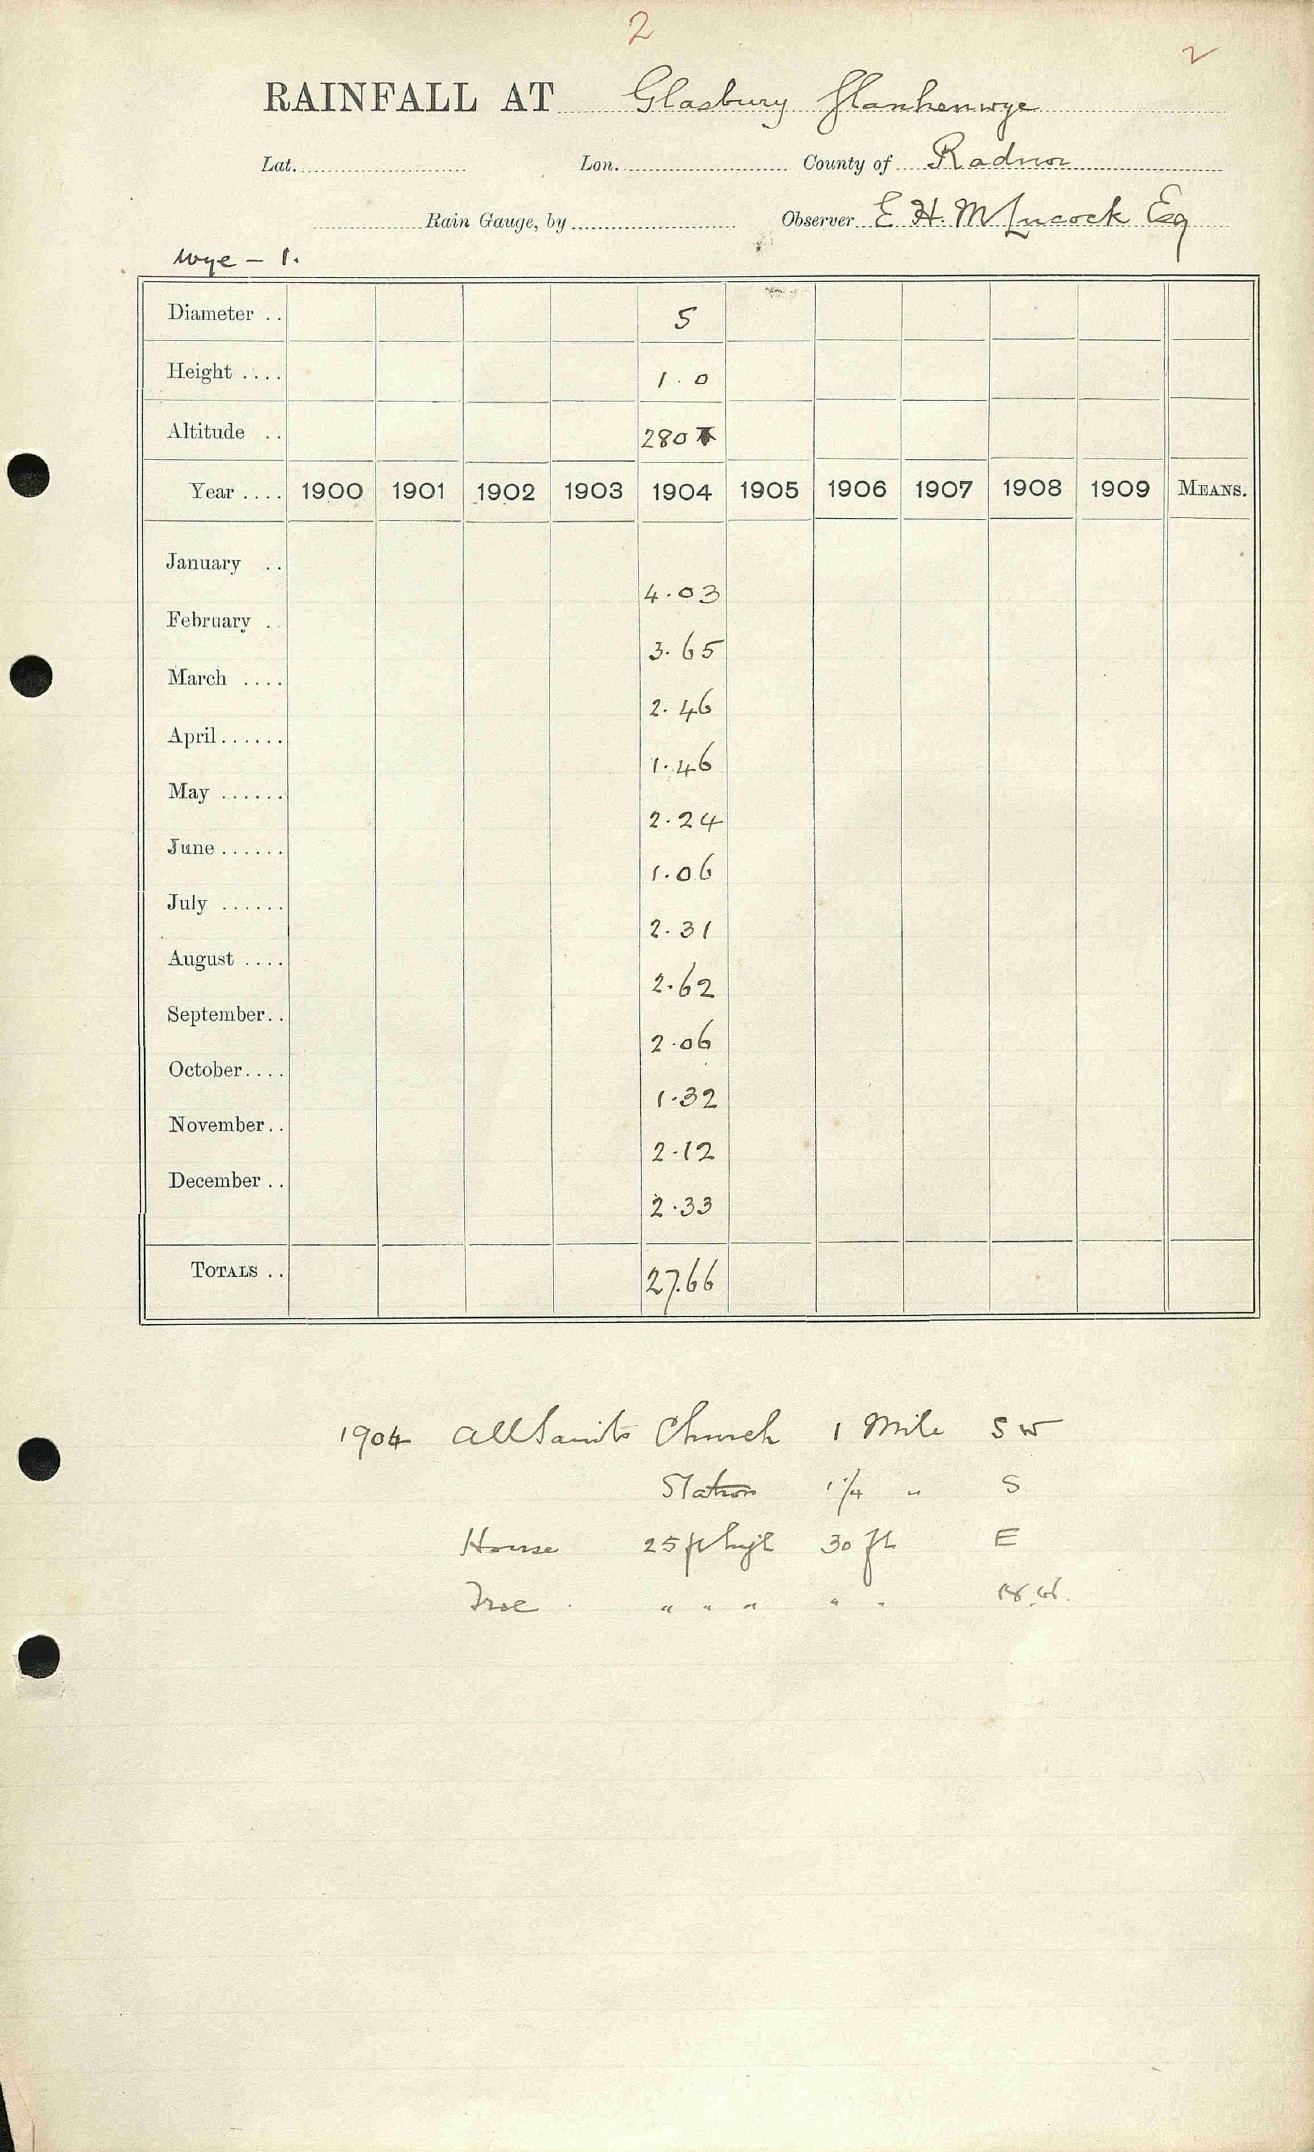 2
2
RAINFALL AT Glasbury
Lat. Lon. County of Radnor
Rain Gauge, by Observer E H. M Esq
Wye - 1.
Diameter .. 5
Height .... 1.0
Altitude .. 280
Year .... 1900 1901 1902 1903 1904 1905 1906 1907 1908 1909 MEANS.
January .. 4.03
February . 3.65
March .... 2.46
April...... 1.46
May ...... 2.24
June ...... 1.06
July ...... 2.31
August .... 2.62
September.. 2.06
October.... 1.32
November.. 2.12
December .. 2.33
TOTALS .. 27.66
1904 All Saints Church 1 Mile SW
Station 1 1/4 " S
House 25 ft high 30 ft E
Tree " " " " "